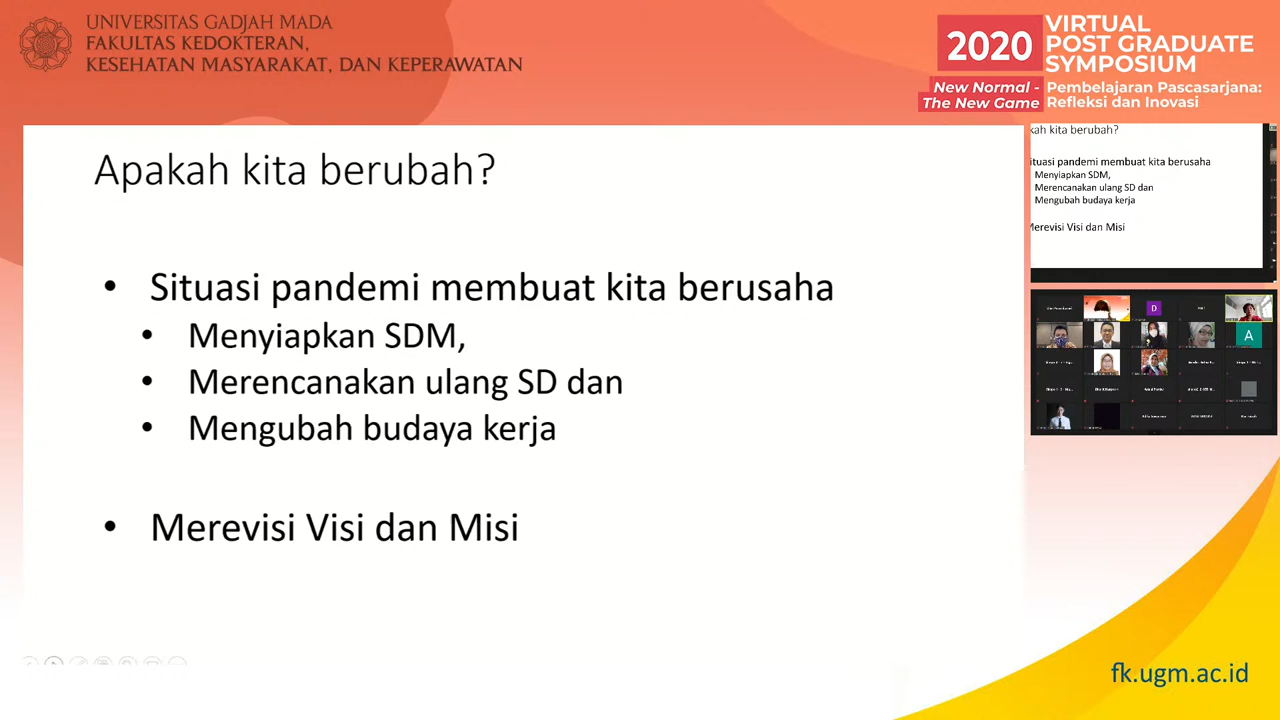 UNIVERSITAS GADJAH MADA
FAKULTAS KEDOKTERAN,
KESEHATAN MASYARAKAT, DAN KEPERAWATAN
2020
VIRTUAL
POST GRADUATE
SYMPOSIUM
New Normal -
The New Game
Pembelajaran Pascasarjana:
Refleksi dan Inovasi
Apakah kita berubah?
• Situasi pandemi membuat kita berusaha
• Menyiapkan SDM,
• Merencanakan ulang SD dan
• Mengubah budaya kerja
• Merevisi Visi dan Misi
kah kita berubah?
ituasi pandemi membuat kita berusaha
Menyiapkan SDM,
Merencanakan ulang SD dan
Mengubah budaya kerja
Merevisi Visi dan Misi
D
A
fk.ugm.ac.id